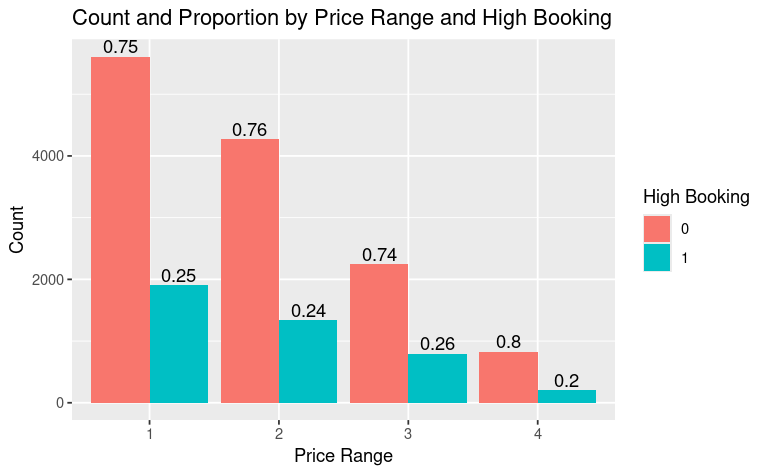 Count and Proportion by Price Range and High Booking
0.75
0.25
0.76
0.24
0.74
0.26
0.8
0.2
4000
2000
0
Count
1 2 3 4
Price Range
High Booking
0
1